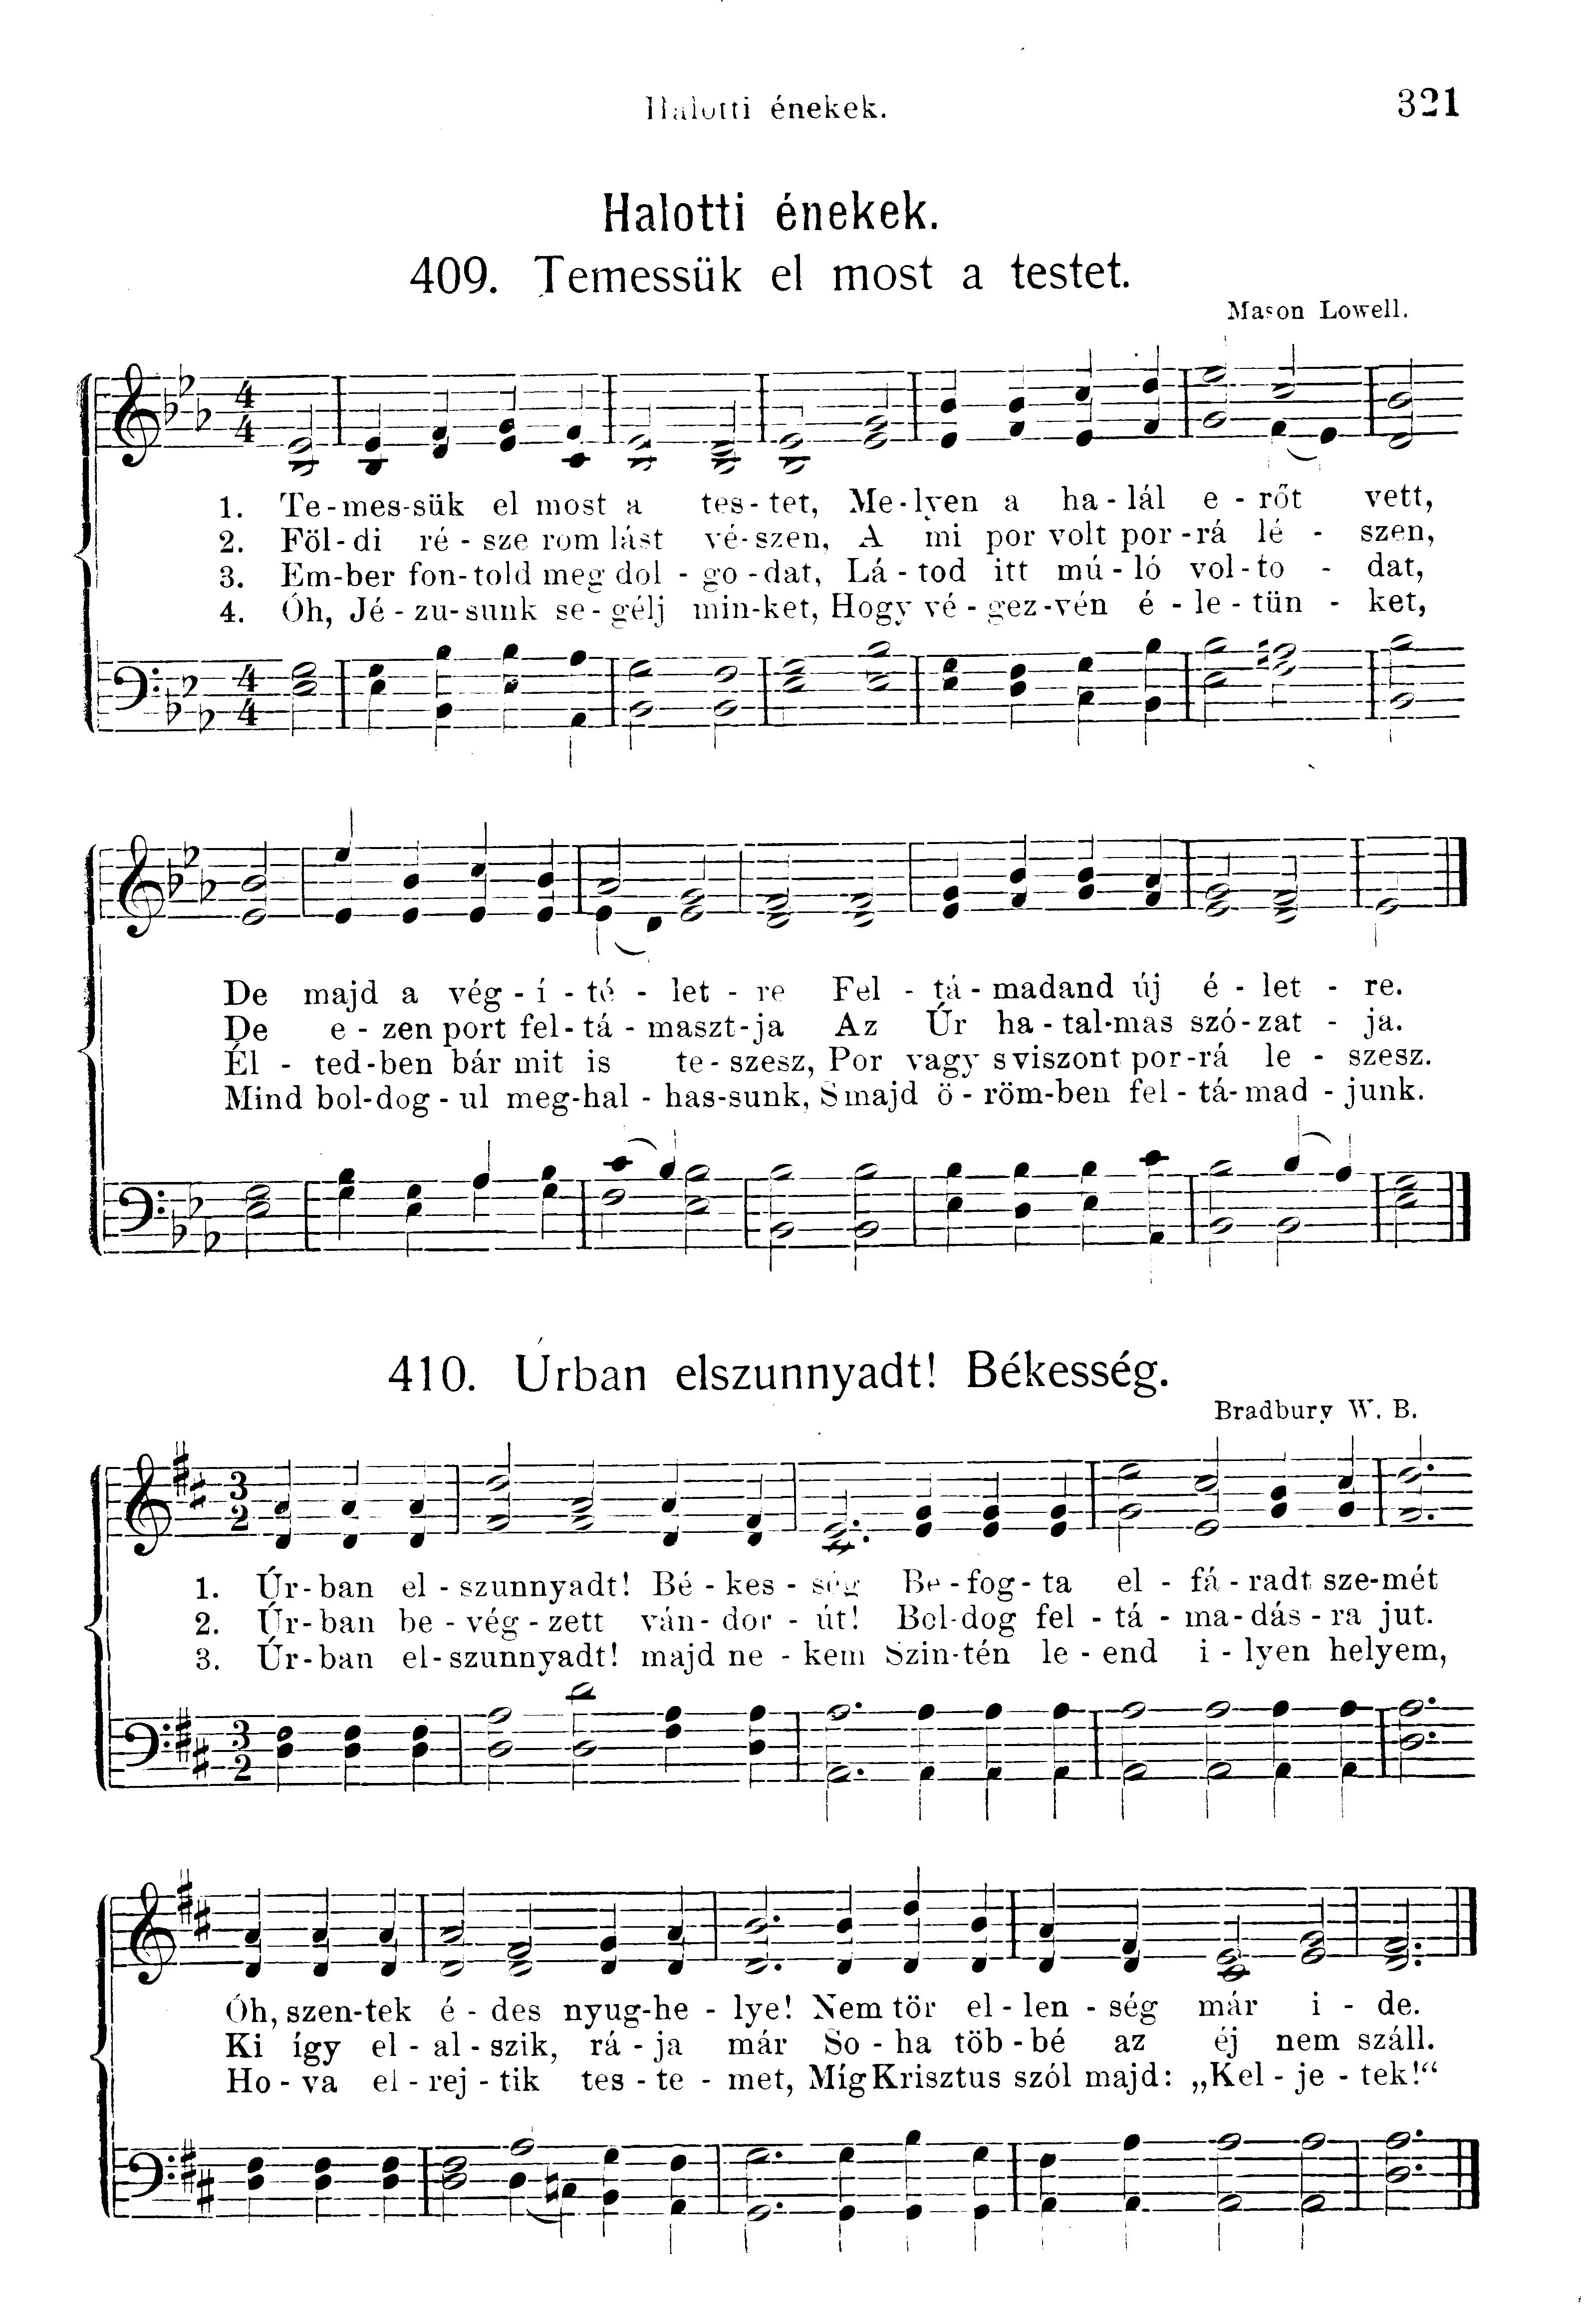 Halotti énekek.
321
Halotti énekek.
409. Temessük el most a testet.
Mason Lowell.
4
4
1. Te-mes-sük el most a tes-tet, Me-lyen a ha-lál e-rőt vett,
2. Föl-di ré-sze rom lást vé-szen, A mi por volt por-rá lé-szen,
3. Em-ber fon-told meg dol-go-dat, Lá-tod itt mú-ló vol-to-dat,
4. Óh, Jé-zu-sunk se-gélj min-ket, Hogy vé-gez-vén é-le-tün-ket,
4
4
De majd a vég-í-té-let-re Fel-tá-madand új é-let-re.
De e-zen port fel-tá-maszt-ja Az Úr ha-tal-mas szó-zat-ja.
Él-ted-ben bár mit is te-szesz, Por vagy s viszont por-rá le-szesz.
Mind bol-dog-ul meg-hal-has-sunk, S majd ö-röm-ben fel-tá-mad-junk.
410. Úrban elszunnyadt! Békesség.
Bradbury W. B.
3
2
1. Úr-ban el-szunnyadt! Bé-kes-ség Be-fog-ta el-fá-radt sze-mét
2. Úr-ban be-vég-zett ván-dor-út! Bol-dog fel-tá-ma-dás-ra jut.
3. Úr-ban el-szunnyadt! majd ne-kem Szin-tén le-end i-lyen helyem,
3
2
Óh, szen-tek é-des nyug-he-lye! Nem tör el-len-ség már i-de.
Ki így el-al-szik, rá-ja már So-ha töb-bé az éj nem száll.
Ho-va el-rej-tik tes-te-met, Míg Krisztus szól majd: „Kel-je-tek!“